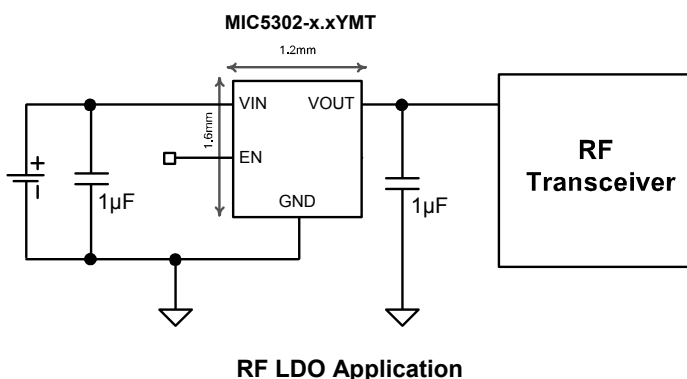 MIC5302-x.xYMT
1.2mm
1.6mm
VIN
VOUT
EN
GND
+
–
1µF
1µF
RF
Transceiver
RF LDO Application